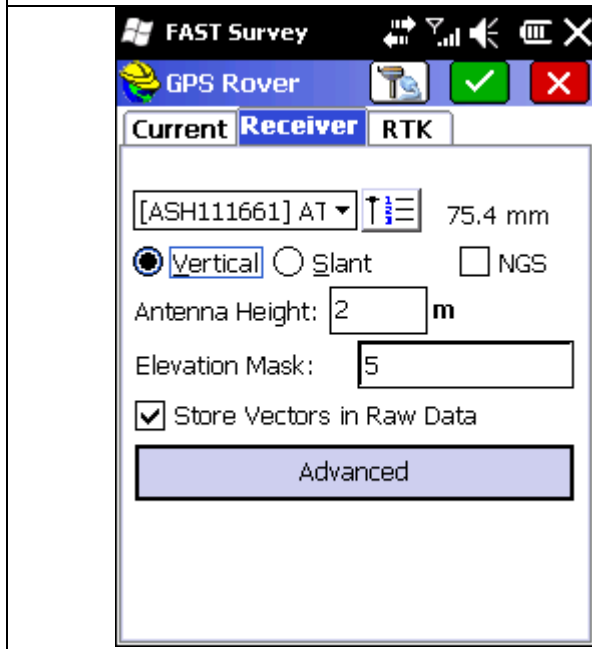 FAST Survey
GPS Rover
Current Receiver RTK
[ASH111661] AT 75.4 mm
Vertical Slant NGS
Antenna Height: 2 m
Elevation Mask: 5
Store Vectors in Raw Data
Advanced